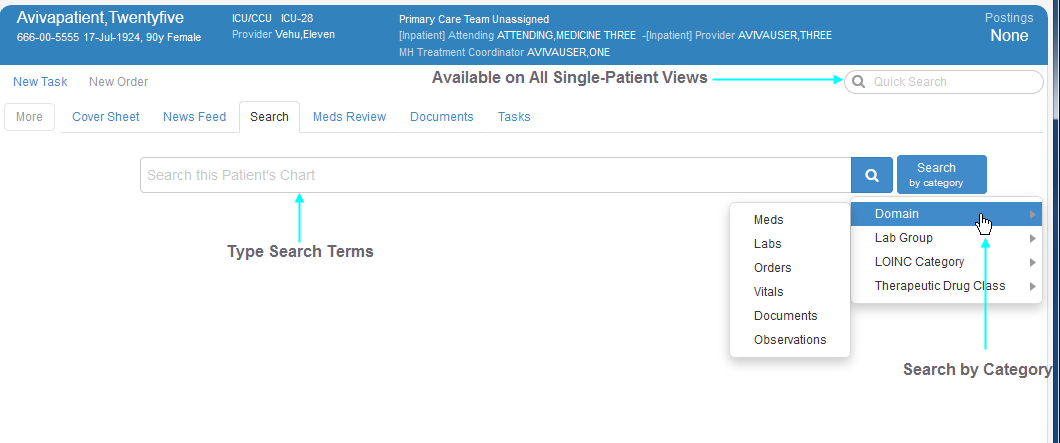 Avivapatient,Twentyfive
666-00-5555 17-Jul-1924, 90y Female
ICU/CCU ICU-28
Provider Vehu,Eleven
Primary Care Team Unassigned
[Inpatient] Attending ATTENDING,MEDICINE THREE -[Inpatient] Provider AVIVAUSER,THREE
MH Treatment Coordinator AVIVAUSER,ONE
Postings
None
New Task New Order
Available on All Single-Patient Views
Quick Search
More Cover Sheet News Feed Search Meds Review Documents Tasks
Search this Patient's Chart
Search
by category
Type Search Terms
Meds
Labs
Orders
Vitals
Documents
Observations
Domain
Lab Group
LOINC Category
Therapeutic Drug Class
Search by Category